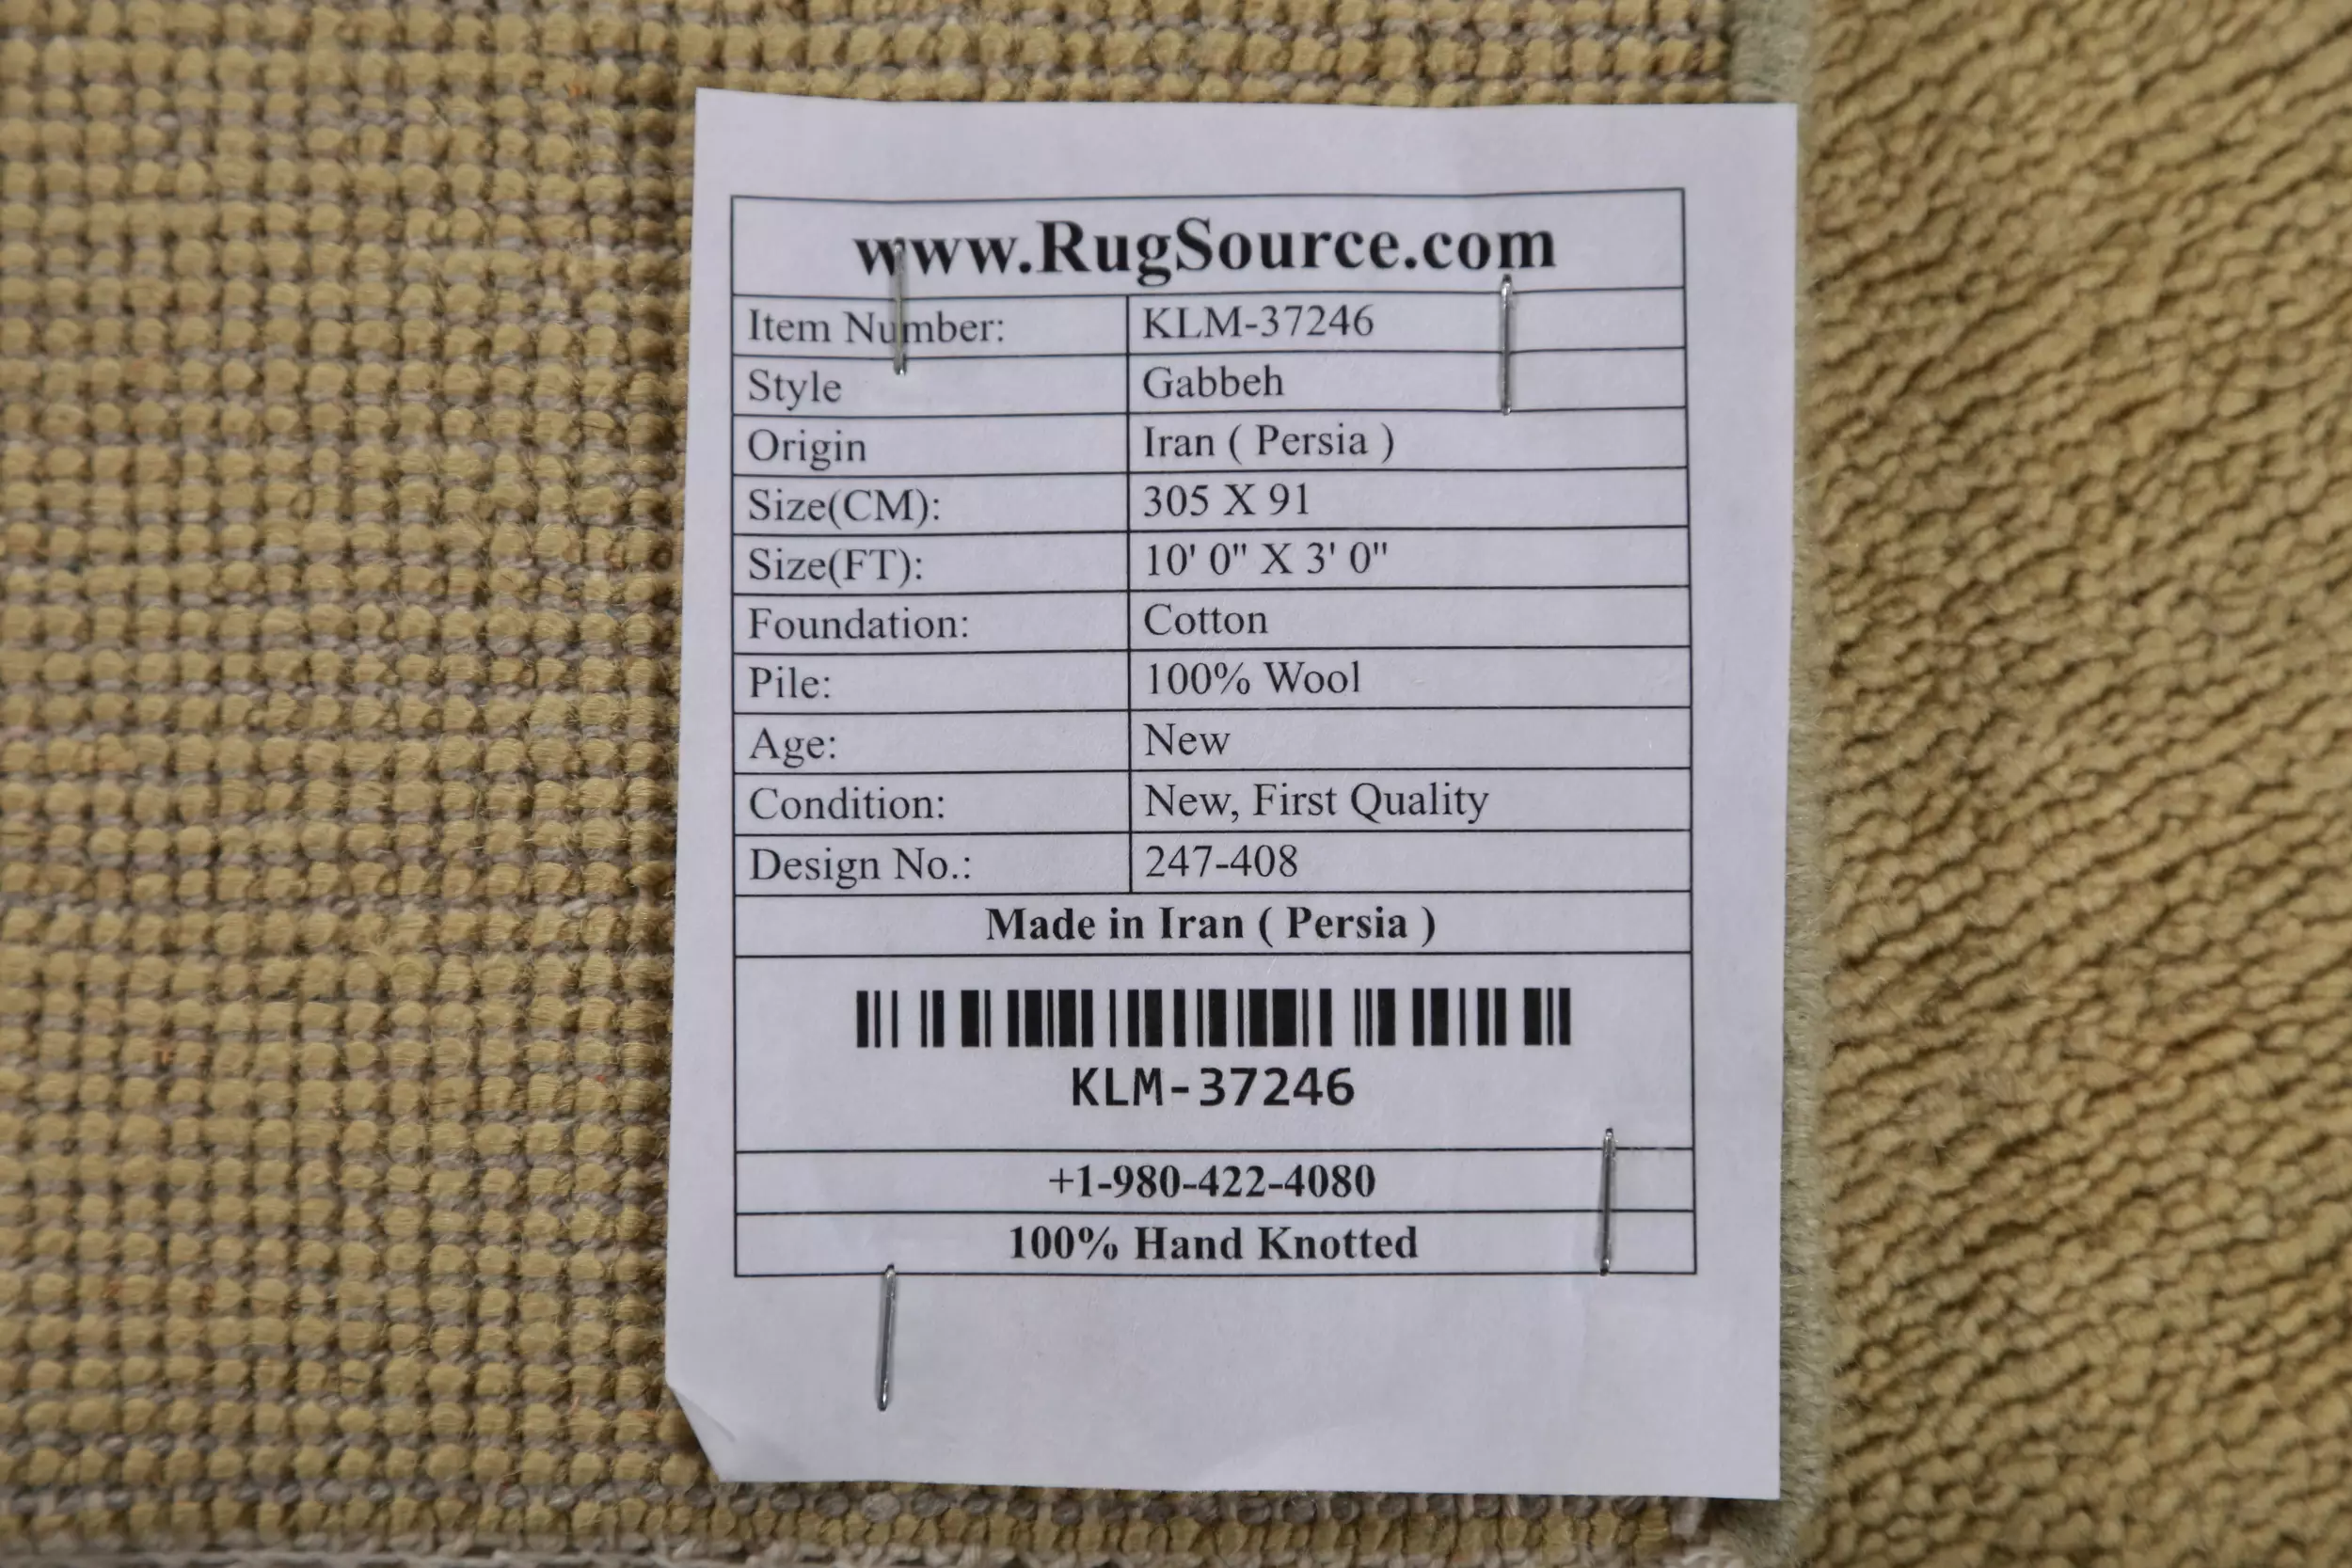 www.RugSource.com
Item Number: KLM-37246
Style Gabbeh
Origin Iran ( Persia )
Size(CM): 305 X 91
Size(FT): 10' 0" X 3' 0"
Foundation: Cotton
Pile: 100% Wool
Age: New
Condition: New, First Quality
Design No.: 247-408
Made in Iran ( Persia )
KLM-37246
+1-980-422-4080
100% Hand Knotted